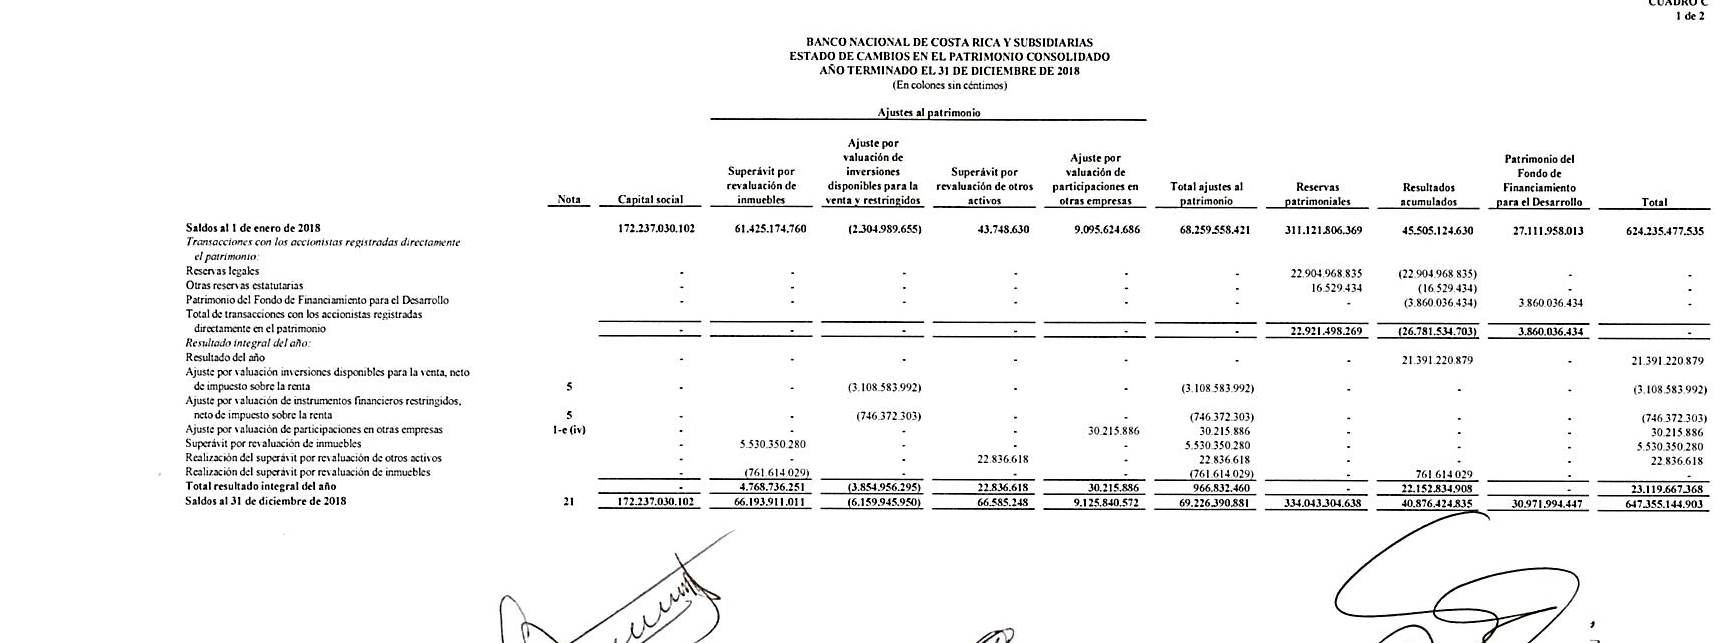 CUADRO C
1 de 2
BANCO NACIONAL DE COSTA RICA Y SUBSIDIARIAS
ESTADO DE CAMBIOS EN EL PATRIMONIO CONSOLIDADO
AÑO TERMINADO EL 31 DE DICIEMBRE DE 2018
(En colones sin céntimos)
Ajustes al patrimonio
Nota
Capital social
Superávit por
revaluación de
inmuebles
Ajuste por
valuación de
inversiones
disponibles para la
venta y restringidos
Superávit por
revaluación de otros
activos
Ajuste por
valuación de
participaciones en
otras empresas
Total ajustes al
patrimonio
Reservas
patrimoniales
Resultados
acumulados
Patrimonio del
Fondo de
Financiamiento
para el Desarrollo
Total
Saldos al 1 enero de 2018 172.237.030.102 61.425.174.760 (2.304.989.655) 43.748.630 9.095.624.686 68.259.558.421 311.121.806.369 45.505.124.630 27.111.958.013 624.235.477.535
Transacciones con los accionistas registradas directamente
el patrimonio:
Reservas legales - - - - - - 22.904.968.835 (22.904.968.835) - -
Otras reservas estatutarias - - - - - - 16.529.434 (16.529.434) - -
Patrimonio del Fondo de Financiamiento para el Desarrollo - - - - - - - (3.860.036.434) 3.860.036.434 -
Total de transacciones con los accionistas registradas
directamente en el patrimonio - - - - - - 22.921.498.269 (26.781.534.703) 3.860.036.434 -
Resultado integral del año:
Resultado del año - - - - - - - 21.391.220.879 - 21.391.220.879
Ajuste por valuación inversiones disponibles para la venta, neto
de impuesto sobre la renta 5 - - (3.108.583.992) - - (3.108.583.992) - - - (3.108.583.992)
Ajuste por valuación de instrumentos financieros restringidos,
neto de impuesto sobre la renta 5 - - (746.372.303) - - (746.372.303) - - - (746.372.303)
Ajuste por valuación de participaciones en otras empresas 1-e (iv) - - - - 30.215.886 30.215.886 - - - 30.215.886
Superávit por revaluación de inmuebles - 5.530.350.280 - - - 5.530.350.280 - - - 5.530.350.280
Realización del superávit por revaluación de otros activos - - - 22.836.618 - 22.836.618 - - - 22.836.618
Realización del superávit por revaluación de inmuebles - (761.614.029) - - - (761.614.029) - 761.614.029 - -
Total resultado integral del año - 4.768.736.251 (3.854.956.295) 22.836.618 30.215.886 966.832.460 - 22.152.834.908 - 23.119.667.368
Saldos al 31 de diciembre de 2018 21 172.237.030.102 66.193.911.011 (6.159.945.950) 66.585.248 9.125.840.572 69.226.390.881 334.043.304.638 40.876.424.835 30.971.994.447 647.355.144.903